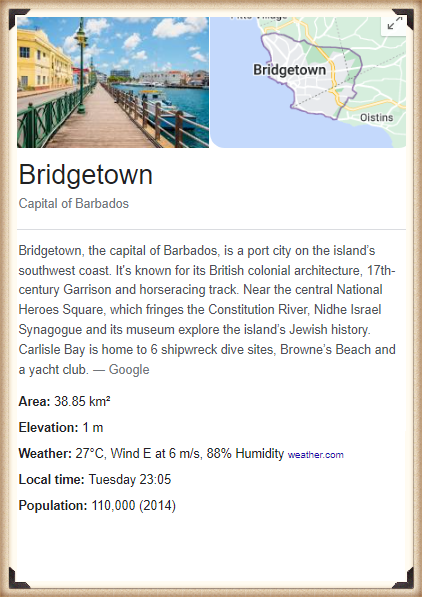 Bridgetown
Oistins
Bridgetown
Capital of Barbados
Bridgetown, the capital of Barbados, is a port city on the island's
southwest coast. It's known for its British colonial architecture, 17th-
century Garrison and horseracing track. Near the central National
Heroes Square, which fringes the Constitution River, Nidhe Israel
Synagogue and its museum explore the island's Jewish history.
Carlisle Bay is home to 6 shipwreck dive sites, Browne's Beach and
a yacht club. — Google
Area: 38.85 km²
Elevation: 1 m
Weather: 27°C, Wind E at 6 m/s, 88% Humidity weather.com
Local time: Tuesday 23:05
Population: 110,000 (2014)